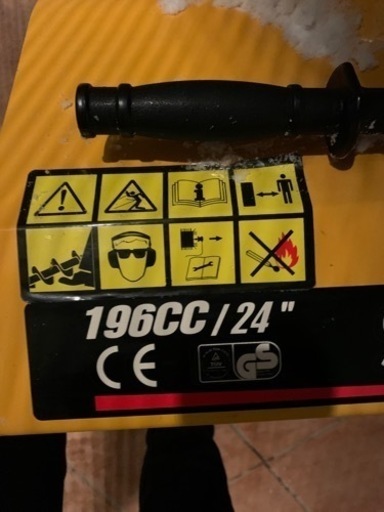 196CC / 24 "
CE
GS